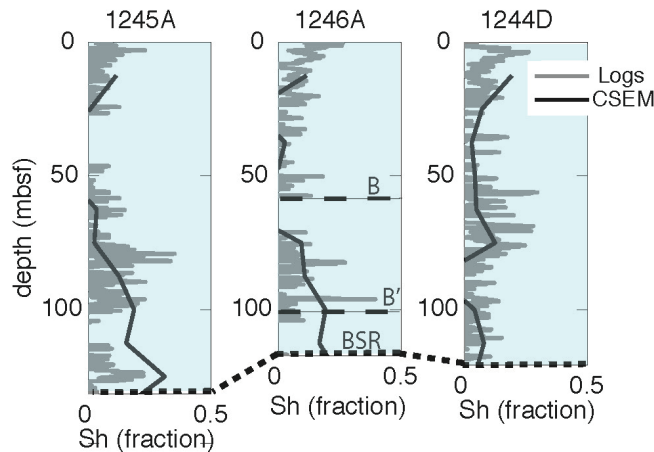 1245A 1246A 1244D
0 0 0
Logs
CSEM
50 50 50
B
depth (mbsf)
100 100 100
B'
BSR
0 0.5 0 0.5 0 0.5
Sh (fraction) Sh (fraction) Sh (fraction)